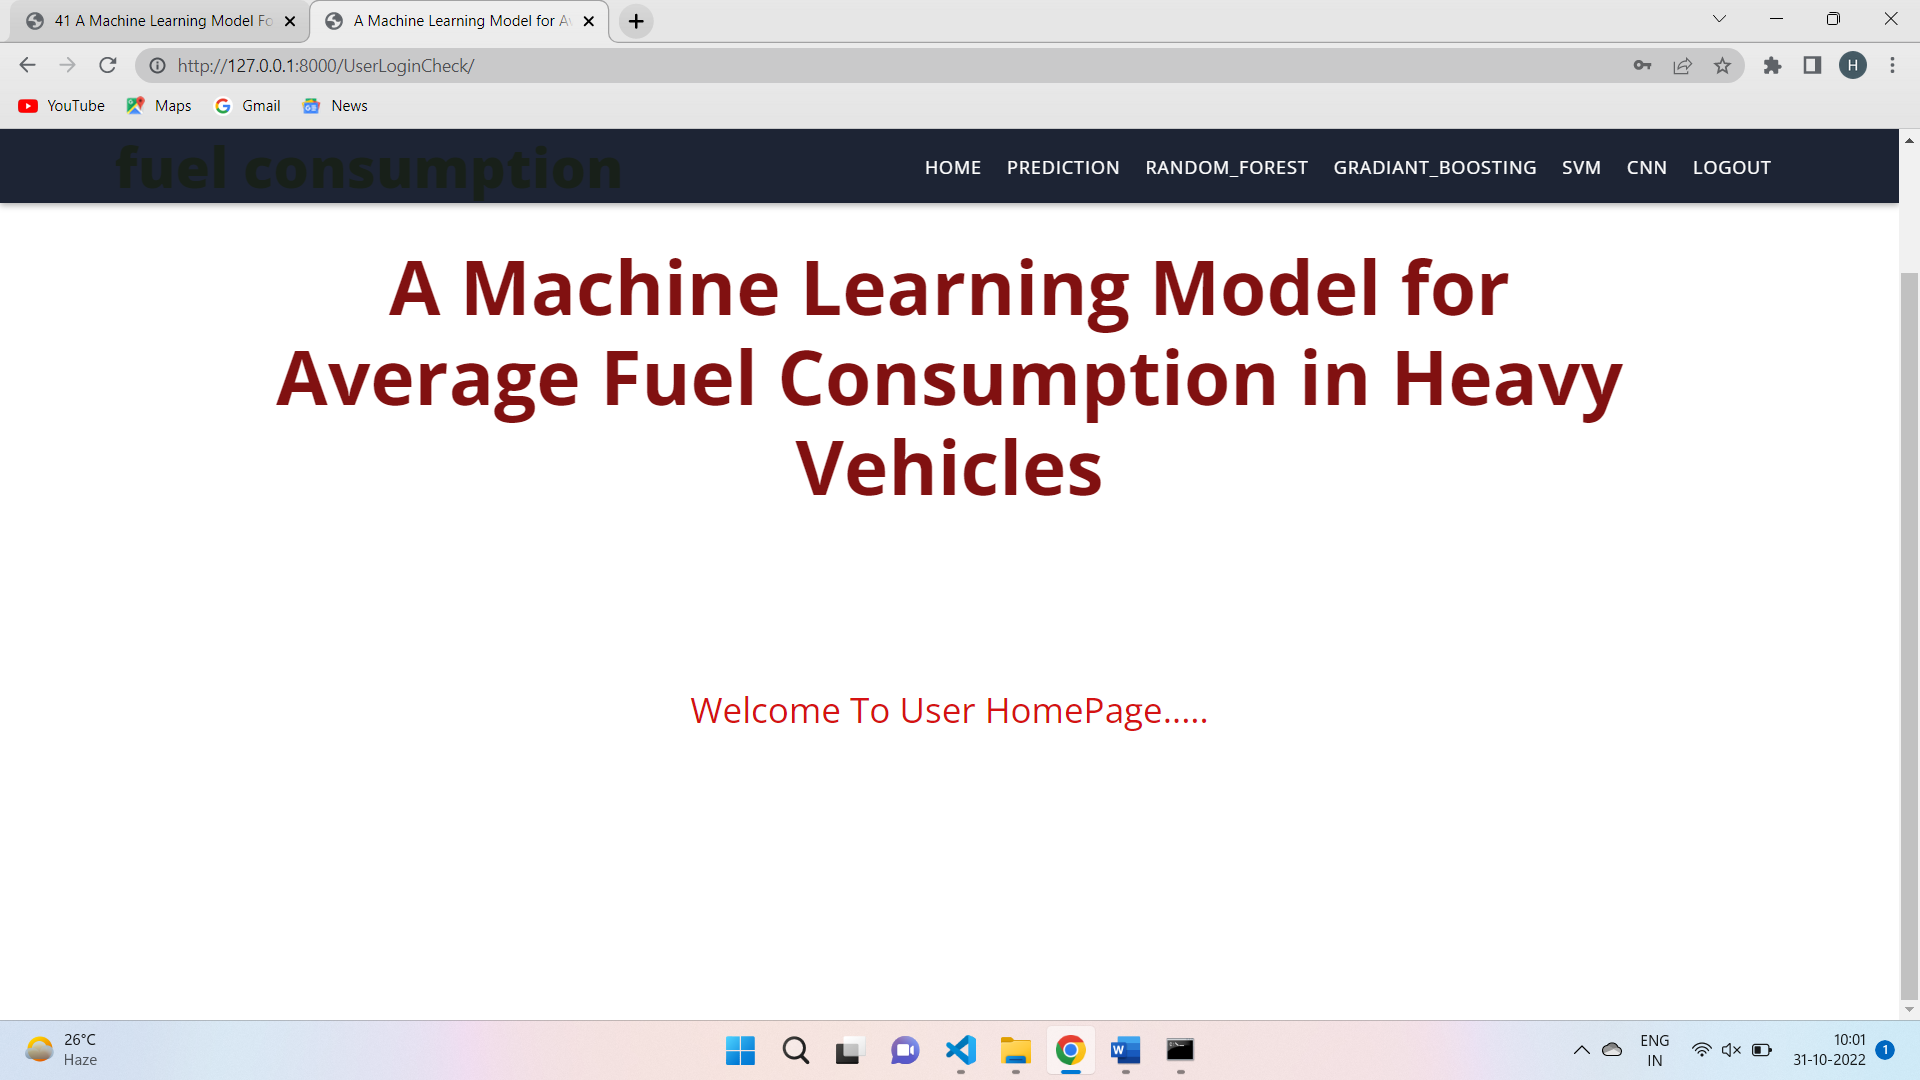 41 A Machine Learning Model Fo
A Machine Learning Model for Av
http://127.0.0.1:8000/UserLoginCheck/
H
YouTube
Maps
Gmail
News
fuel consumption
HOME PREDICTION RANDOM_FOREST GRADIANT_BOOSTING SVM CNN LOGOUT
A Machine Learning Model for
Average Fuel Consumption in Heavy
Vehicles
Welcome To User HomePage.....
26°C
Haze
ENG
IN
10:01
31-10-2022
1